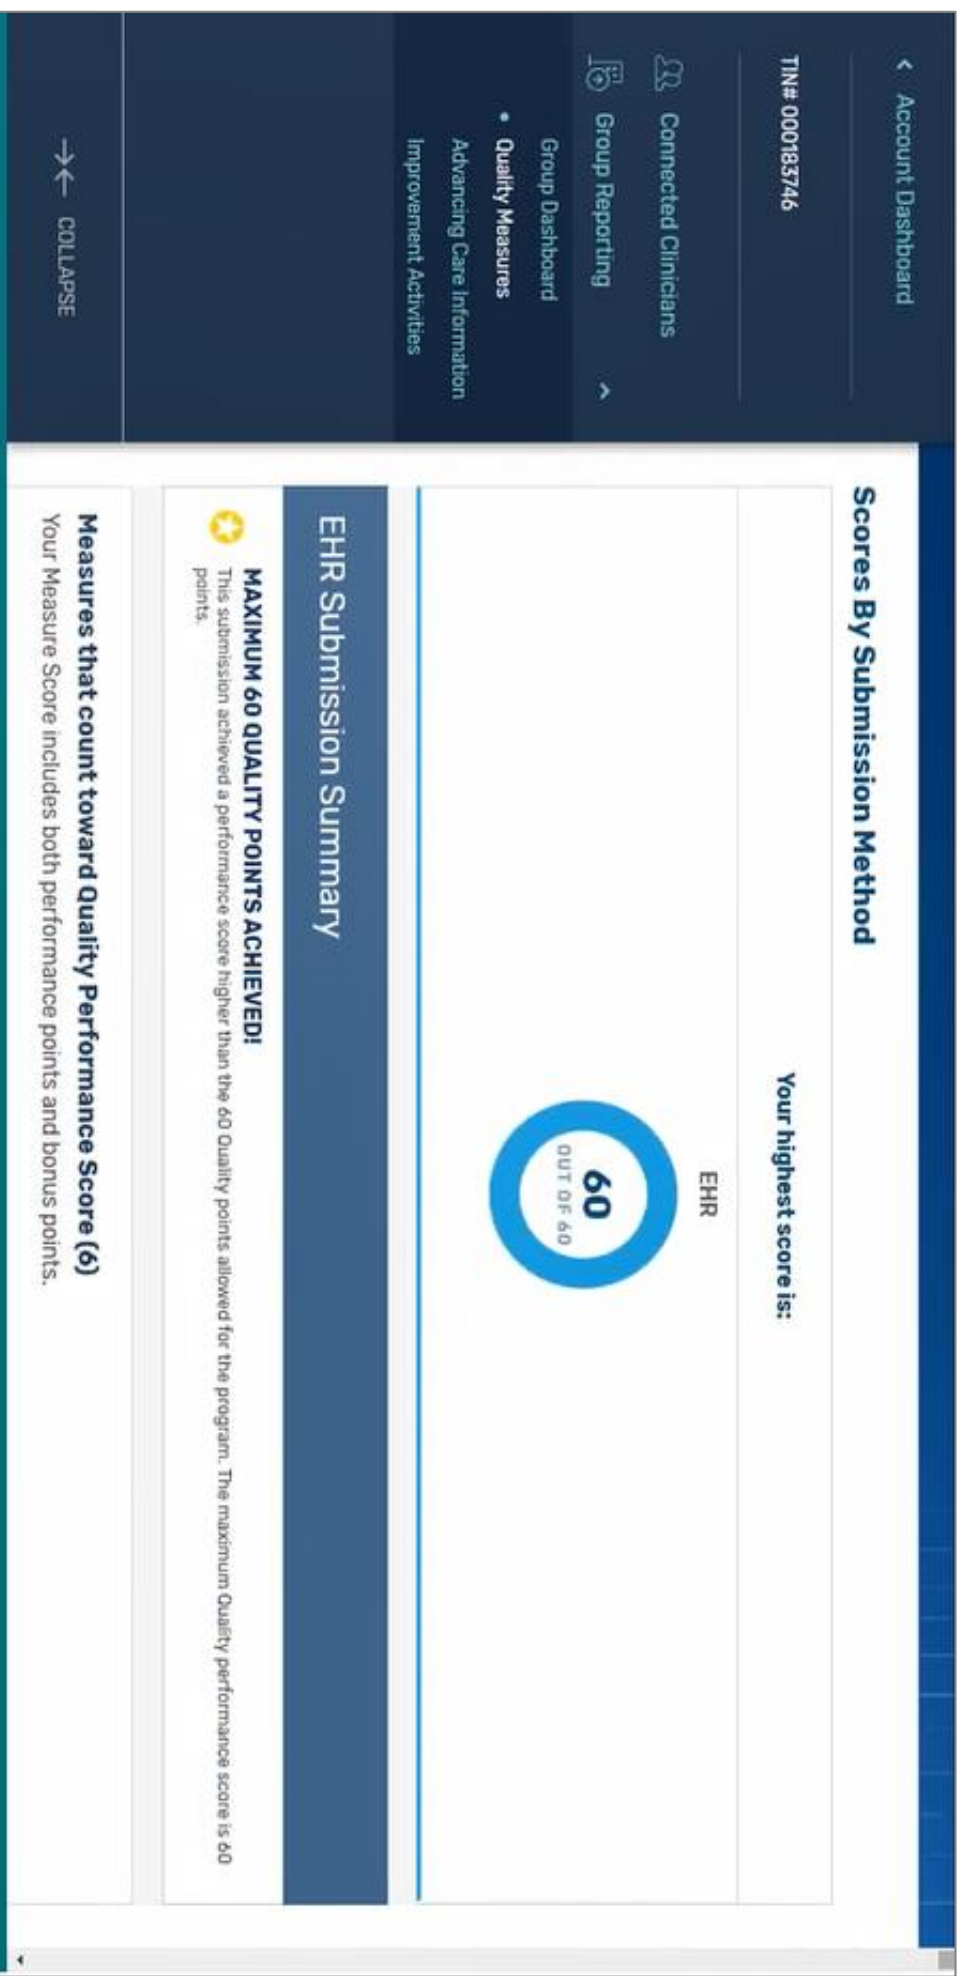 Account Dashboard
TIN# 000183746
Connected Clinicians
Group Reporting
Group Dashboard
Quality Measures
Advancing Care Information
Improvement Activities
COLLAPSE
Scores By Submission Method
Your highest score is:
EHR
60
OUT OF 60
EHR Submission Summary
MAXIMUM 60 QUALITY POINTS ACHIEVED!
This submission achieved a performance score higher than the 60 Quality points allowed for the program. The maximum Quality performance score is 60
points.
Measures that count toward Quality Performance Score (6)
Your Measure Score includes both performance points and bonus points.